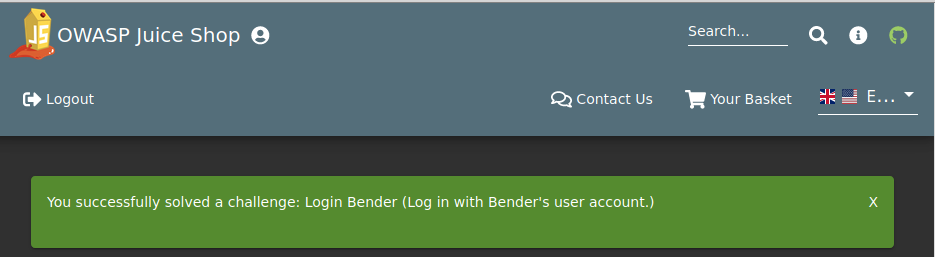 JS
OWASP Juice Shop
Search...
Logout
Contact Us
Your Basket
E...
You successfully solved a challenge: Login Bender (Log in with Bender's user account.)
X